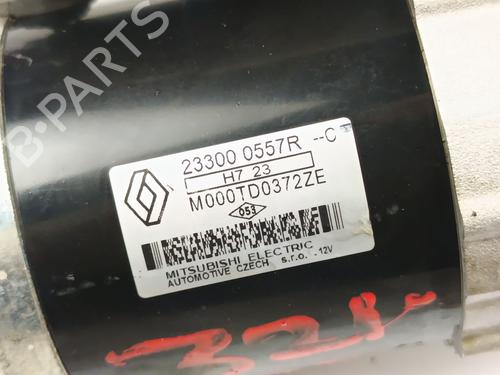 B-PARTS
23300 0557R --C
H7 23
M000TD0372ZE
053
MITSUBISHI ELECTRIC
AUTOMOTIVE CZECH s.r.o. .12V